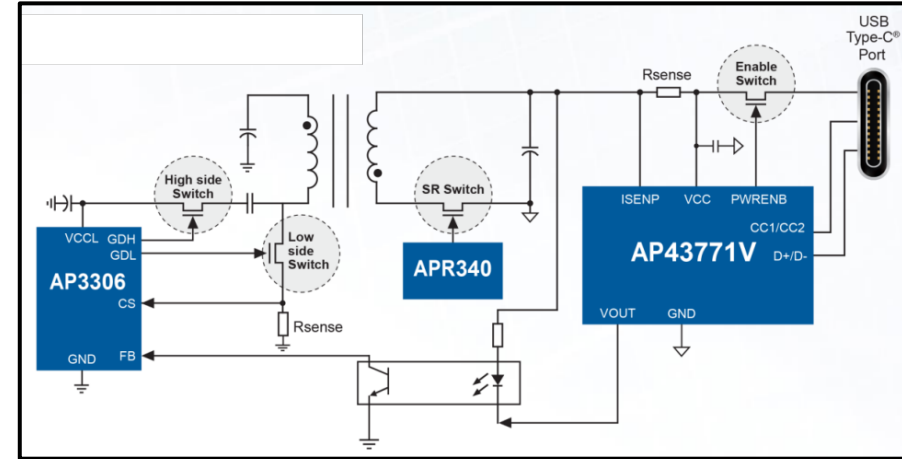 USB
Type-C®
Port
Enable
Switch
Rsense
High side
Switch
SR Switch
ISENP
VCC
PWRENB
VCCL
GDH
GDL
Low
side
Switch
CC1/CC2
AP43771V
D+/D-
AP3306
APR340
CS
Rsense
VOUT
GND
GND
FB